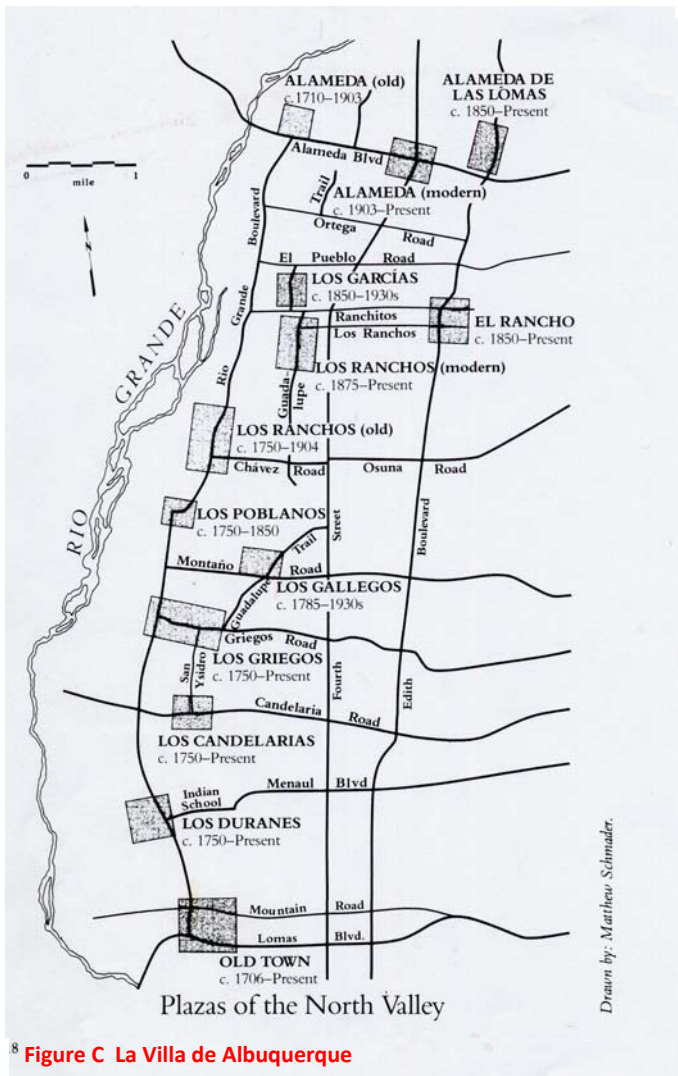 ALAMEDA (old)
c.1710–1903
ALAMEDA DE
LAS LOMAS
c. 1850–Present
Alameda Blvd
0 1
mile
N
Trail
ALAMEDA (modern)
c. 1903–Present
Boulevard
Ortega Road
El Pueblo Road
LOS GARCÍAS
c. 1850–1930s
Grande
Ranchitos
Los Ranchos
EL RANCHO
c. 1850–Present
LOS RANCHOS (modern)
c. 1875–Present
Guada-
lupe
Rio
RIO GRANDE
LOS RANCHOS (old)
c. 1750–1904
Chávez Road Osuna Road
LOS POBLANOS
c. 1750–1850
Street
Boulevard
Guadalupe Trail
Montaño Road
LOS GALLEGOS
c. 1785–1930s
Griegos Road
LOS GRIEGOS
c. 1750–Present
San
Ysidro
Fourth
Edith
Candelaria Road
LOS CANDELARIAS
c. 1750–Present
Indian
School
Menaul Blvd
LOS DURANES
c. 1750–Present
Mountain Road
Lomas Blvd.
OLD TOWN
c. 1706–Present
Drawn by: Matthew Schmader.
Plazas of the North Valley
8 Figure C La Villa de Albuquerque